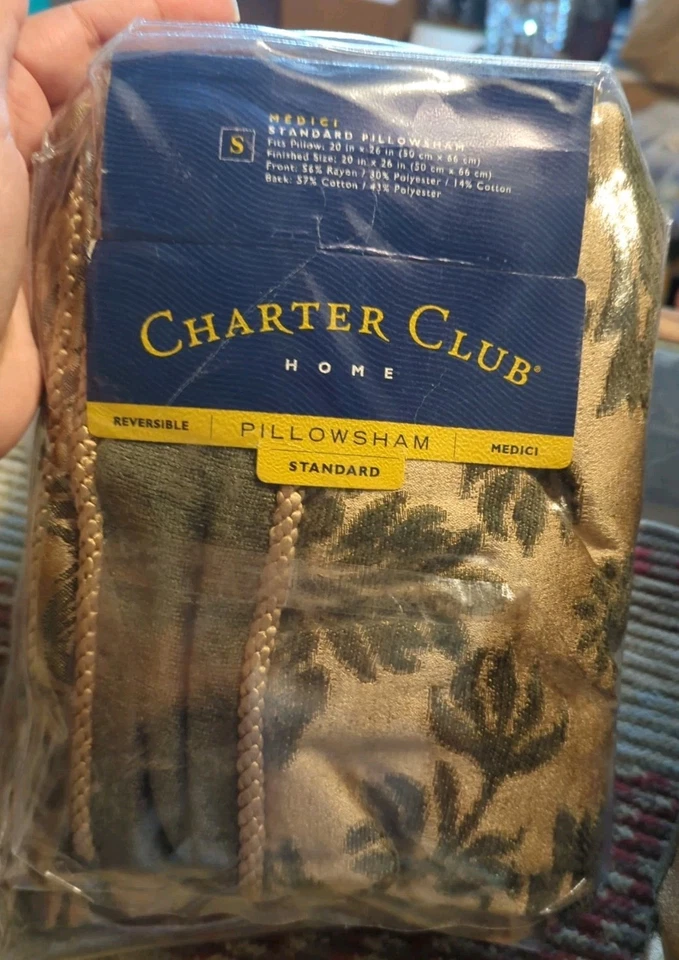 MEDICI
S
STANDARD PILLOWSHAM
Fits Pillow: 20 in x 26 in (50 cm x 66 cm)
Finished Size: 20 in x 26 in (50 cm x 66 cm)
Front: 56% Rayon / 30% Polyester / 14% Cotton
Back: 57% Cotton / 43% Polyester
CHARTER CLUB®
HOME
REVERSIBLE PILLOWSHAM MEDICI
STANDARD